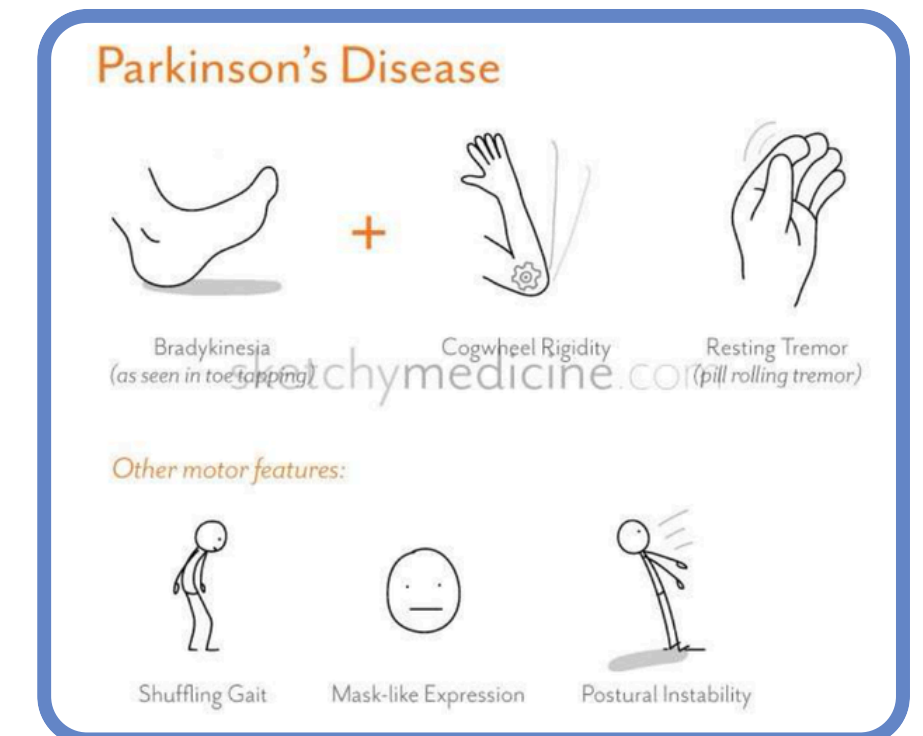 Parkinson's Disease
+
Bradykinesia
(as seen in toe tapping)
Cogwheel Rigidity
Resting Tremor
(pill rolling tremor)
sketchymedicine.com
Other motor features:
Shuffling Gait
Mask-like Expression
Postural Instability